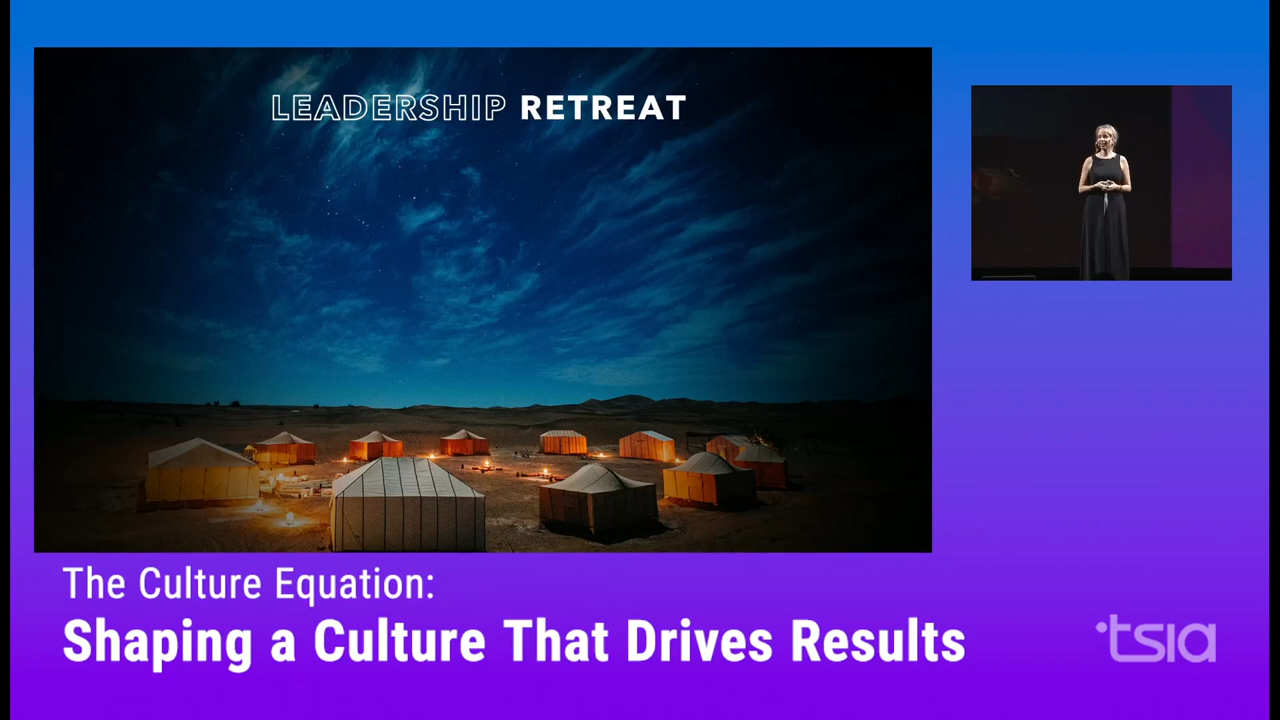 LEADERSHIP RETREAT
The Culture Equation:
Shaping a Culture That Drives Results
tsia